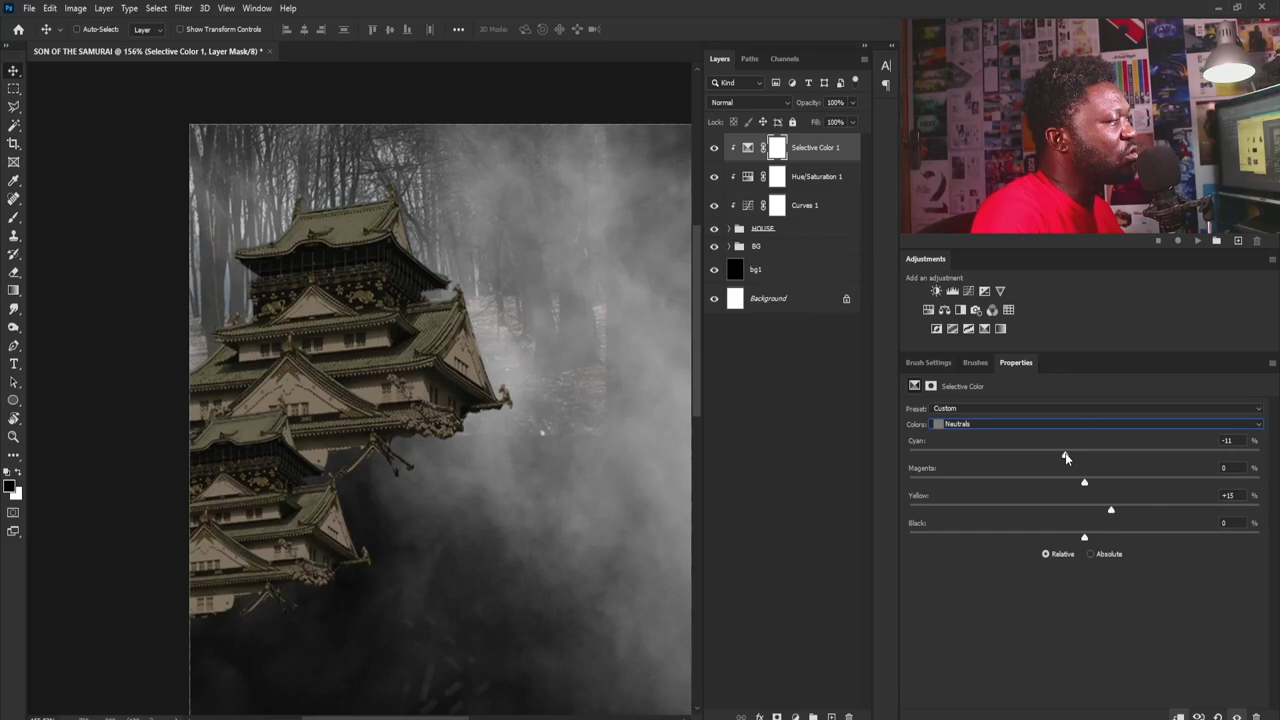 Ps File Edit Image Layer Type Select Filter 3D View Window Help
Auto-Select: Layer Show Transform Controls 3D Mode:
SON OF THE SAMURAI @ 156% (Selective Color 1, Layer Mask/8) *
Layers Paths Channels
Kind
Normal Opacity: 100%
Lock: Fill: 100%
Selective Color 1
Hue/Saturation 1
Curves 1
HOUSE
BG
bg1
Background
Adjustments
Add an adjustment
Brush Settings Brushes Properties
Selective Color
Preset: Custom
Colors: Neutrals
Cyan: -11 %
Magenta: 0 %
Yellow: +15 %
Black: 0 %
Relative Absolute